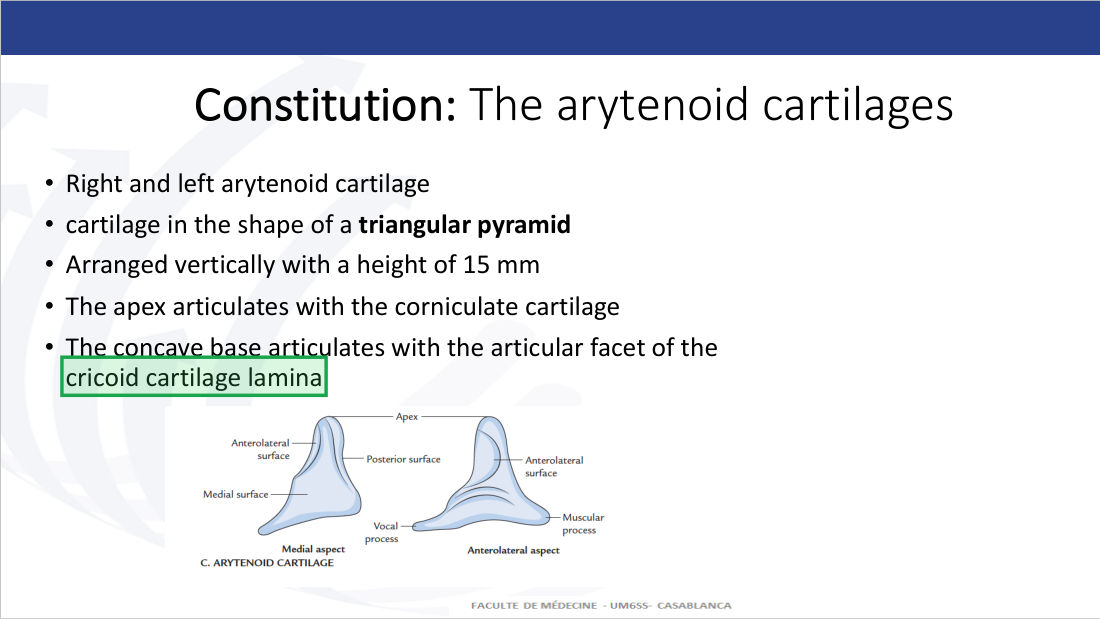 Constitution: The arytenoid cartilages
• Right and left arytenoid cartilage
• cartilage in the shape of a triangular pyramid
• Arranged vertically with a height of 15 mm
• The apex articulates with the corniculate cartilage
• The concave base articulates with the articular facet of the
cricoid cartilage lamina
Apex
Anterolateral
surface
Posterior surface
Anterolateral
surface
Medial surface
Vocal
process
Muscular
process
Medial aspect
Anterolateral aspect
C. ARYTENOID CARTILAGE
FACULTE DE MÉDECINE - UM6SS- CASABLANCA